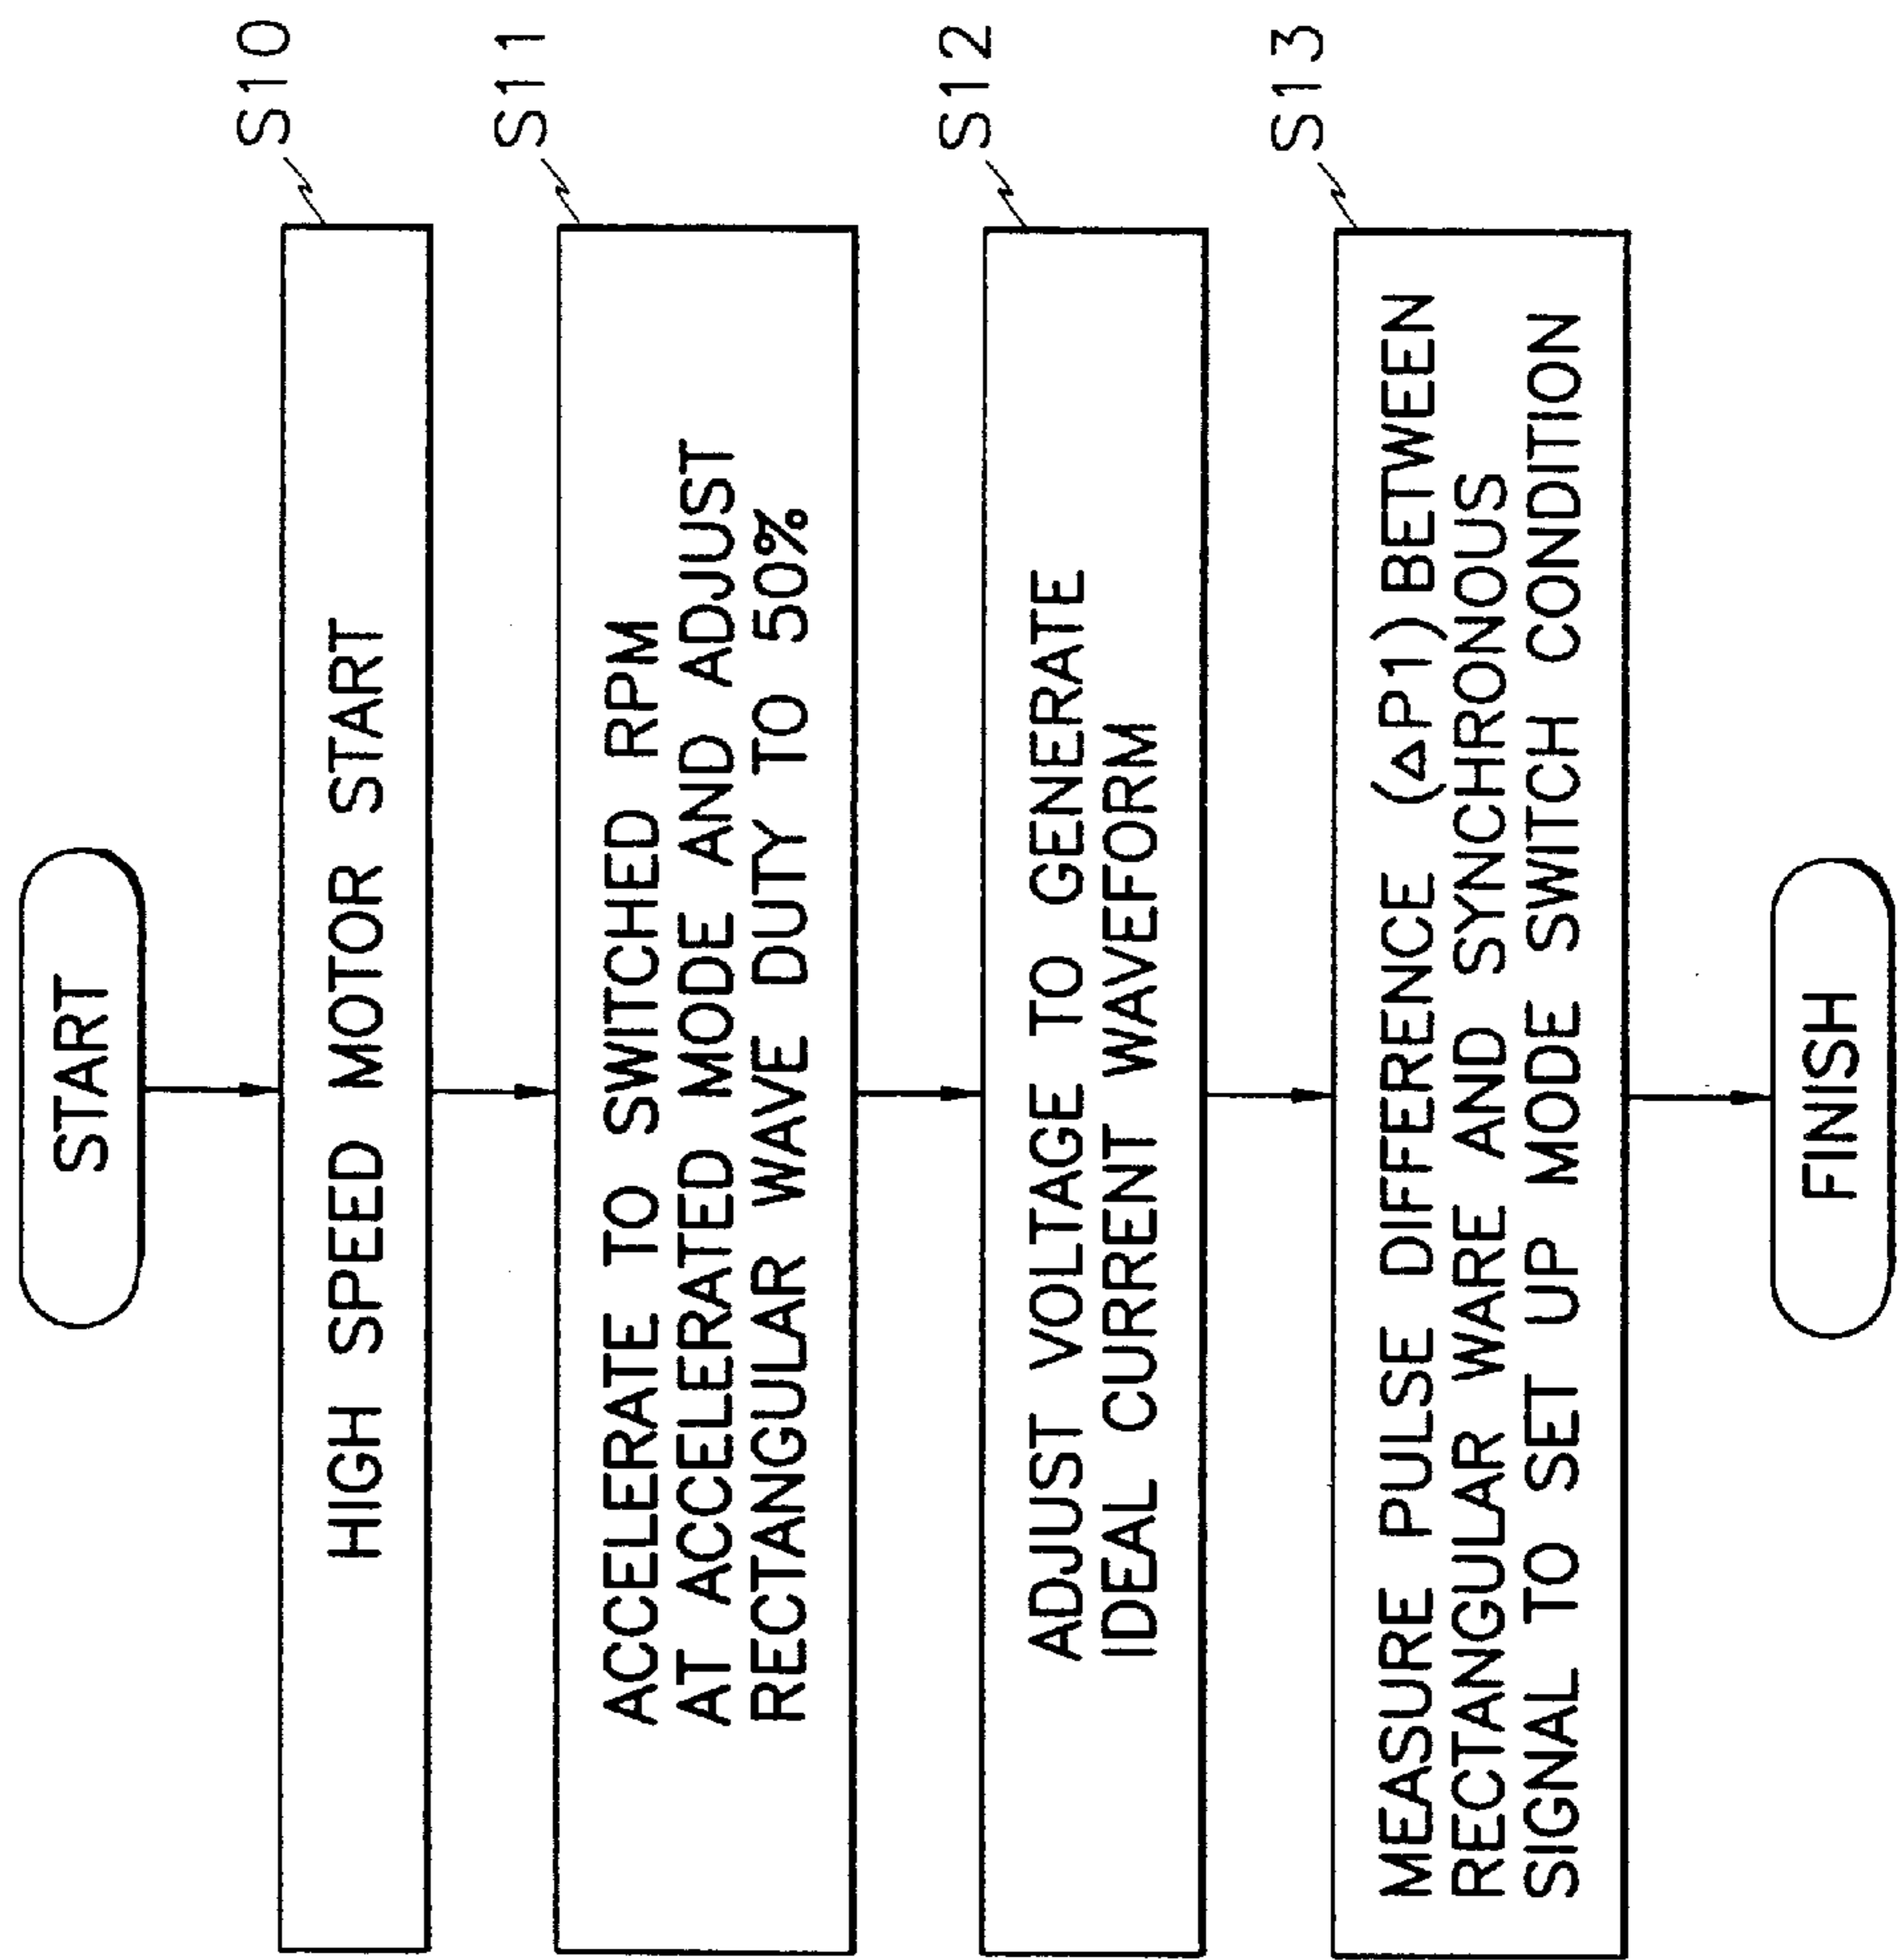 START
S10
HIGH SPEED MOTOR START
S11
ACCELERATE TO SWITCHED RPM
AT ACCELERATED MODE AND ADJUST
RECTANGULAR WAVE DUTY TO 50%
S12
ADJUST VOLTAGE TO GENERATE
IDEAL CURRENT WAVEFORM
S13
MEASURE PULSE DIFFERENCE (△P1) BETWEEN
RECTANGULAR WARE AND SYNCHRONOUS
SIGNAL TO SET UP MODE SWITCH CONDITION
FINISH